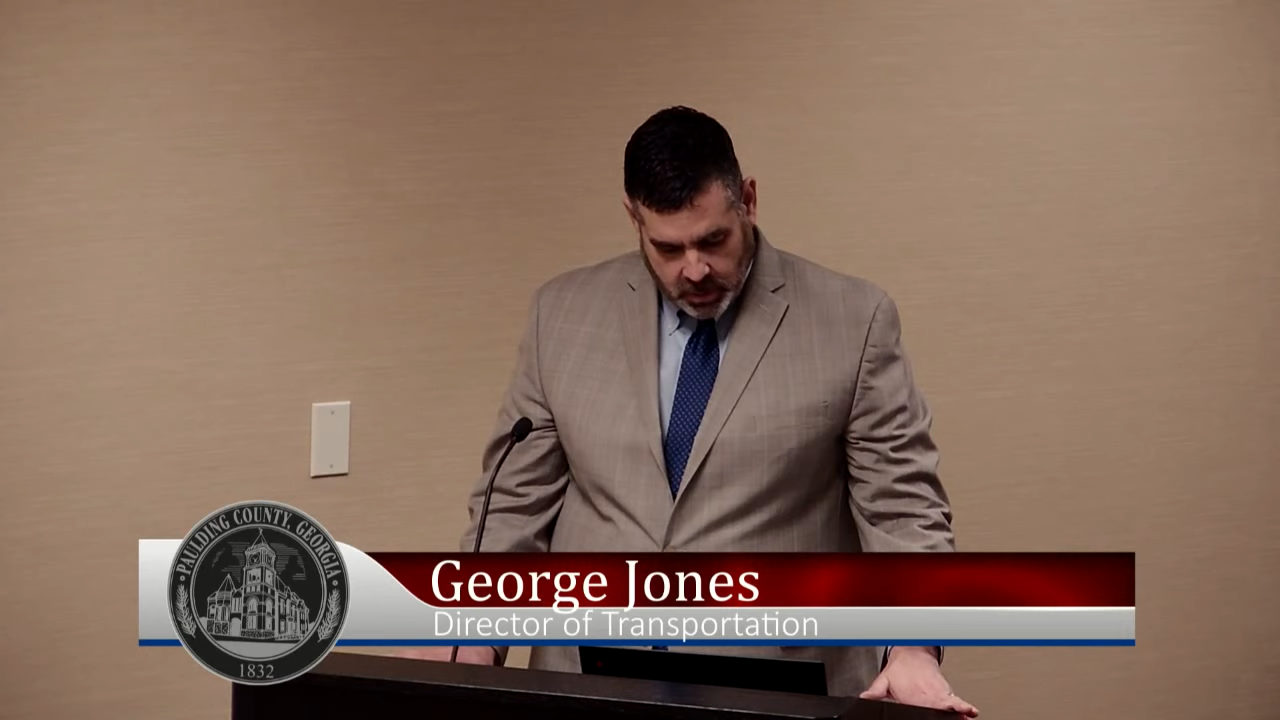 PAULDING COUNTY, GEORGIA
1832
George Jones
Director of Transportation